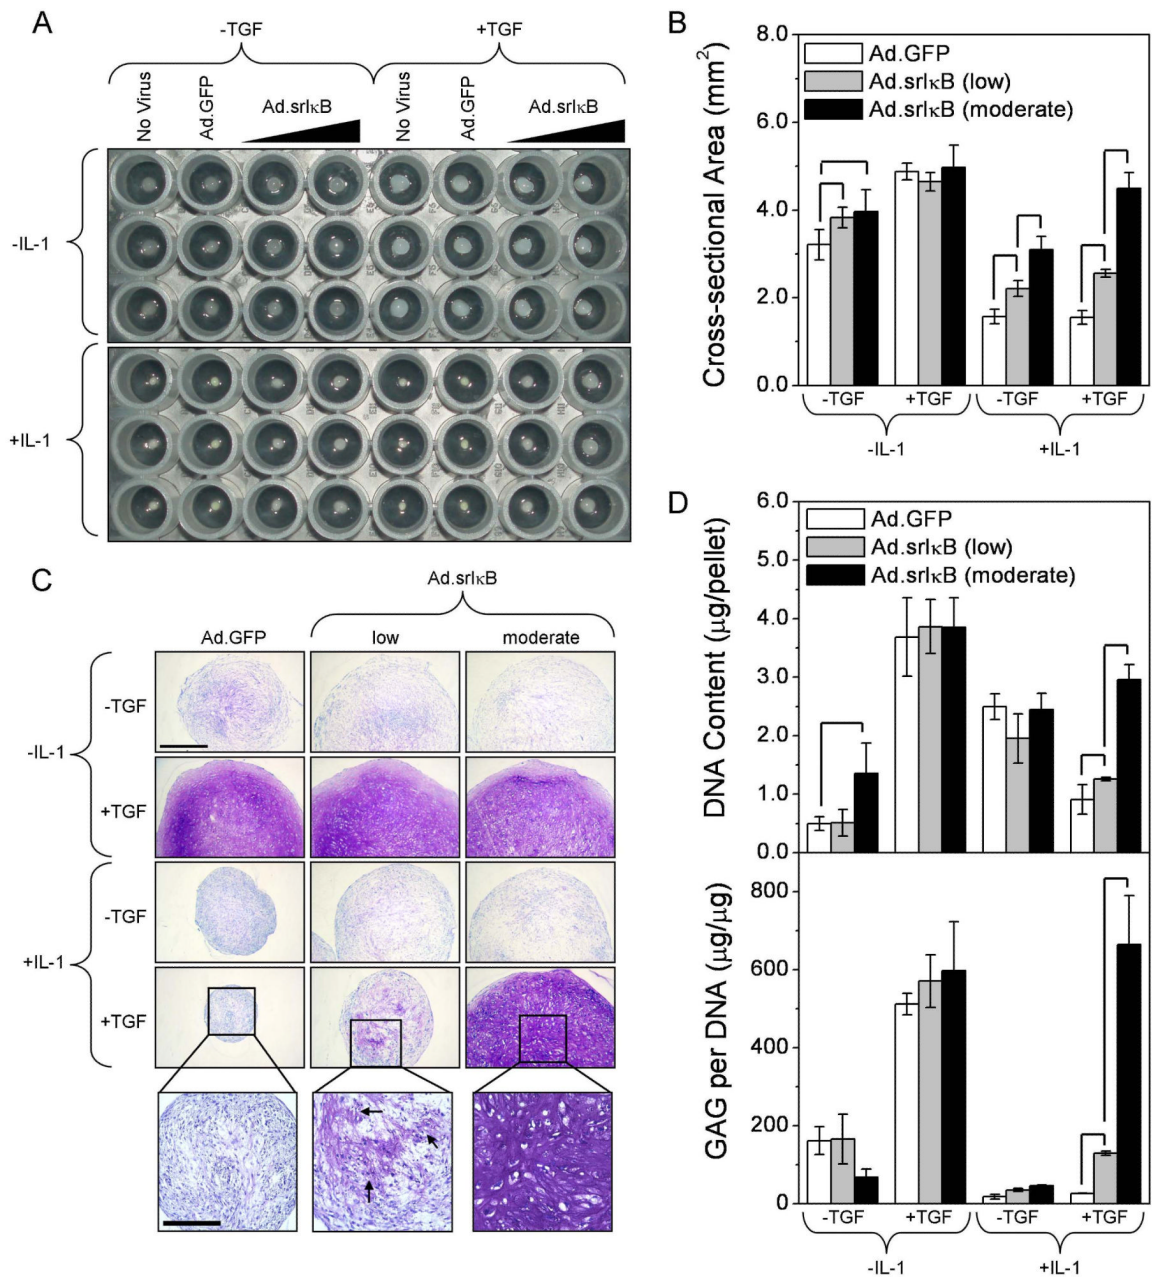 A
-TGF
+TGF
No Virus
Ad.GFP
Ad.srIκB
No Virus
Ad.GFP
Ad.srIκB
-IL-1
+IL-1
B
Cross-sectional Area (mm²)
8.0
6.0
4.0
2.0
0.0
Ad.GFP
Ad.srIκB (low)
Ad.srIκB (moderate)
-TGF
+TGF
-TGF
+TGF
-IL-1
+IL-1
C
Ad.srIκB
Ad.GFP
low
moderate
-IL-1
-TGF
+TGF
+IL-1
-TGF
+TGF
D
DNA Content (μg/pellet)
6.0
5.0
4.0
3.0
2.0
1.0
0.0
Ad.GFP
Ad.srIκB (low)
Ad.srIκB (moderate)
GAG per DNA (μg/μg)
800
600
400
200
0
-TGF
+TGF
-TGF
+TGF
-IL-1
+IL-1